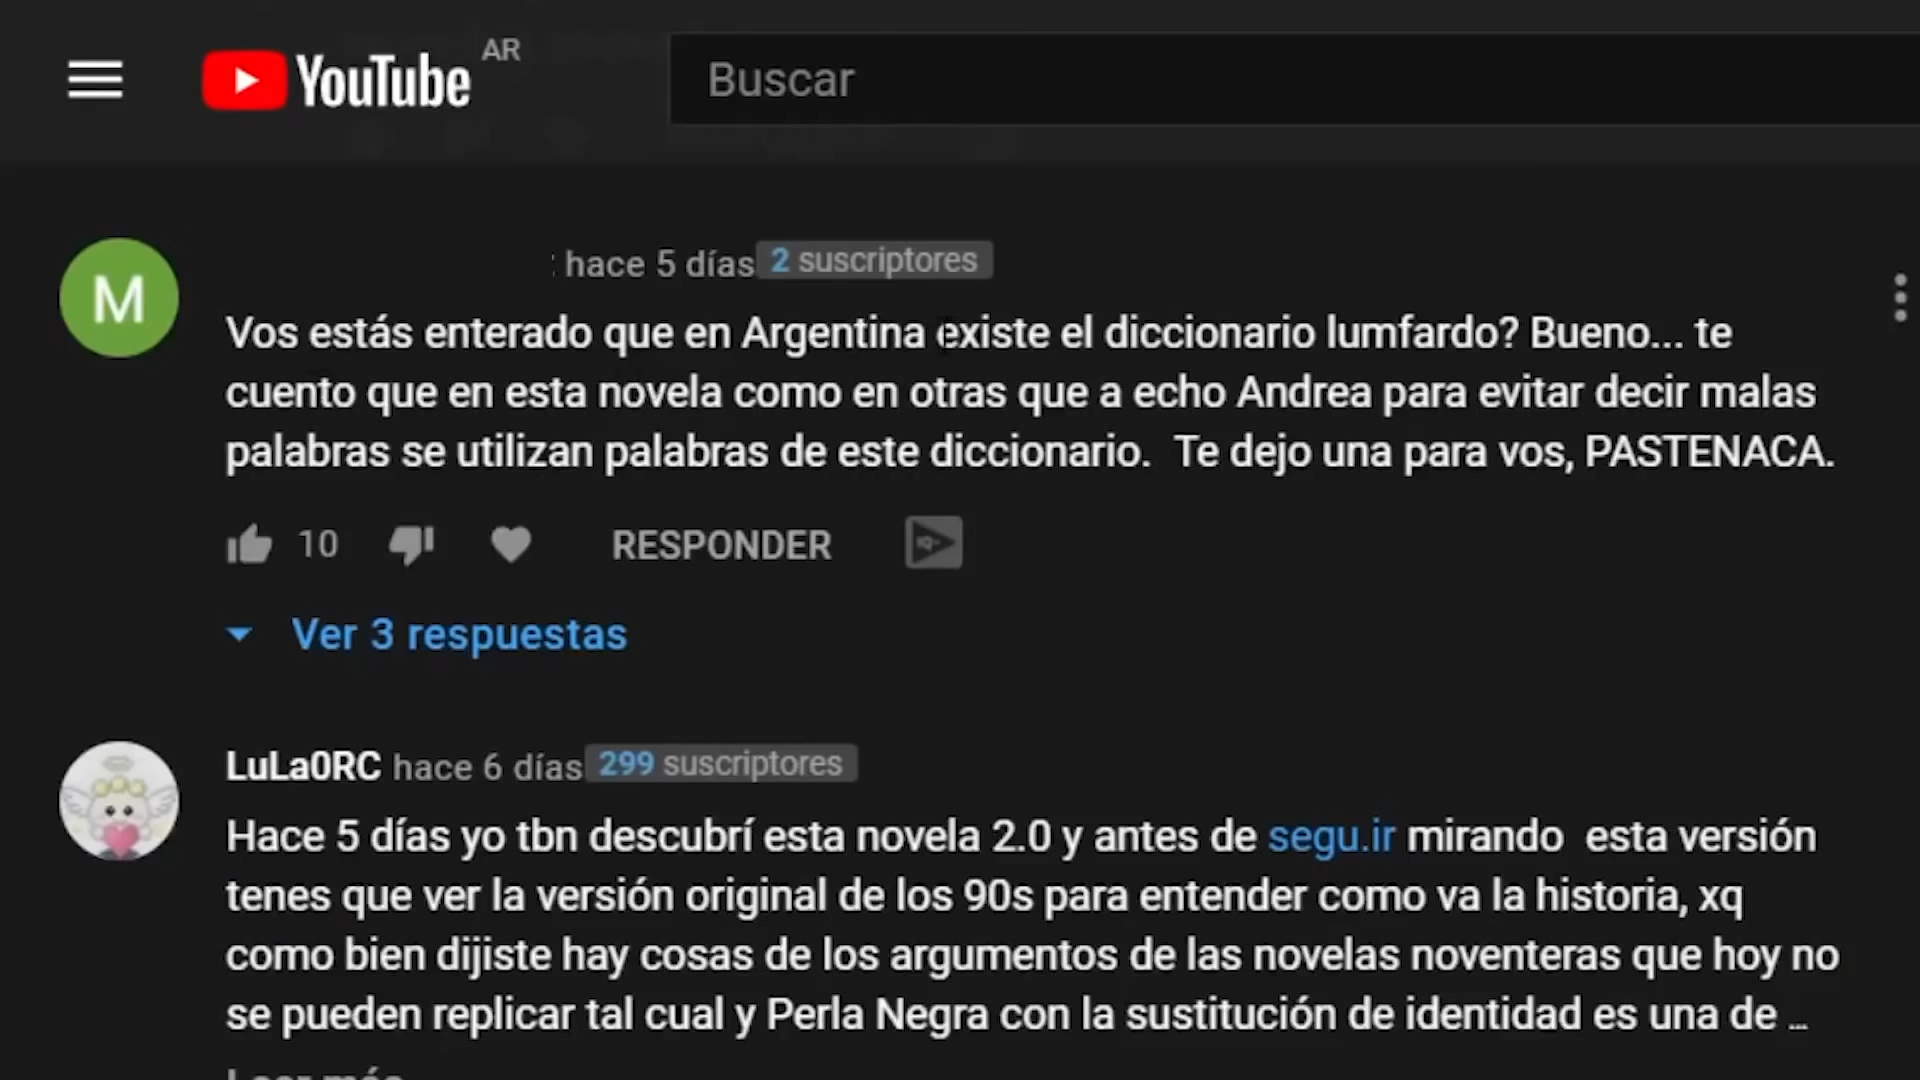 YouTube AR
Buscar
M
: hace 5 días 2 suscriptores
Vos estás enterado que en Argentina existe el diccionario lumfardo? Bueno... te
cuento que en esta novela como en otras que a echo Andrea para evitar decir malas
palabras se utilizan palabras de este diccionario. Te dejo una para vos, PASTENACA.
10 RESPONDER
Ver 3 respuestas
LuLa0RC hace 6 días 299 suscriptores
Hace 5 días yo tbn descubrí esta novela 2.0 y antes de segu.ir mirando esta versión
tenes que ver la versión original de los 90s para entender como va la historia, xq
como bien dijiste hay cosas de los argumentos de las novelas noventeras que hoy no
se pueden replicar tal cual y Perla Negra con la sustitución de identidad es una de ...
Leer más